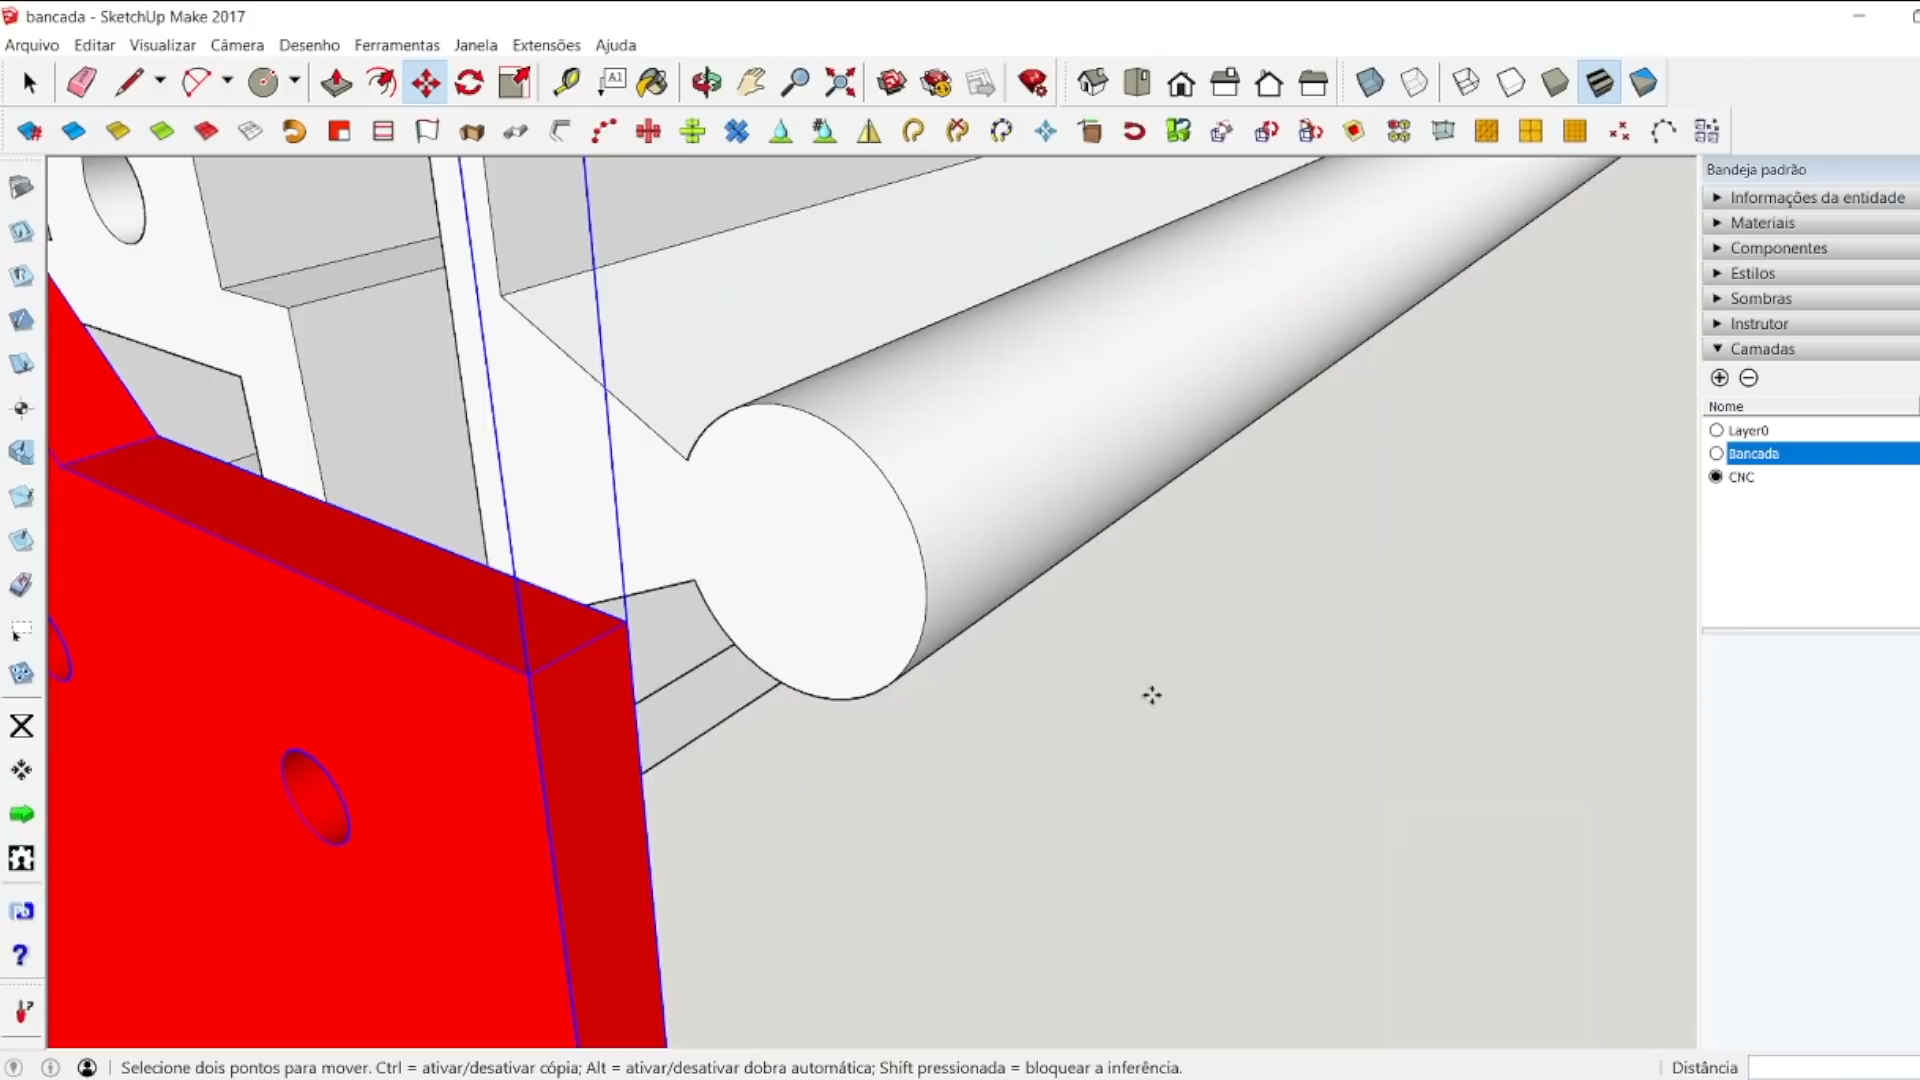 bancada - SketchUp Make 2017
Arquivo Editar Visualizar Câmera Desenho Ferramentas Janela Extensões Ajuda
A1
Bandeja padrão
Informações da entidade
Materiais
Componentes
Estilos
Sombras
Instrutor
Camadas
Nome
Layer0
Bancada
CNC
?
Selecione dois pontos para mover. Ctrl = ativar/desativar cópia; Alt = ativar/desativar dobra automática; Shift pressionada = bloquear a inferência.
Distância